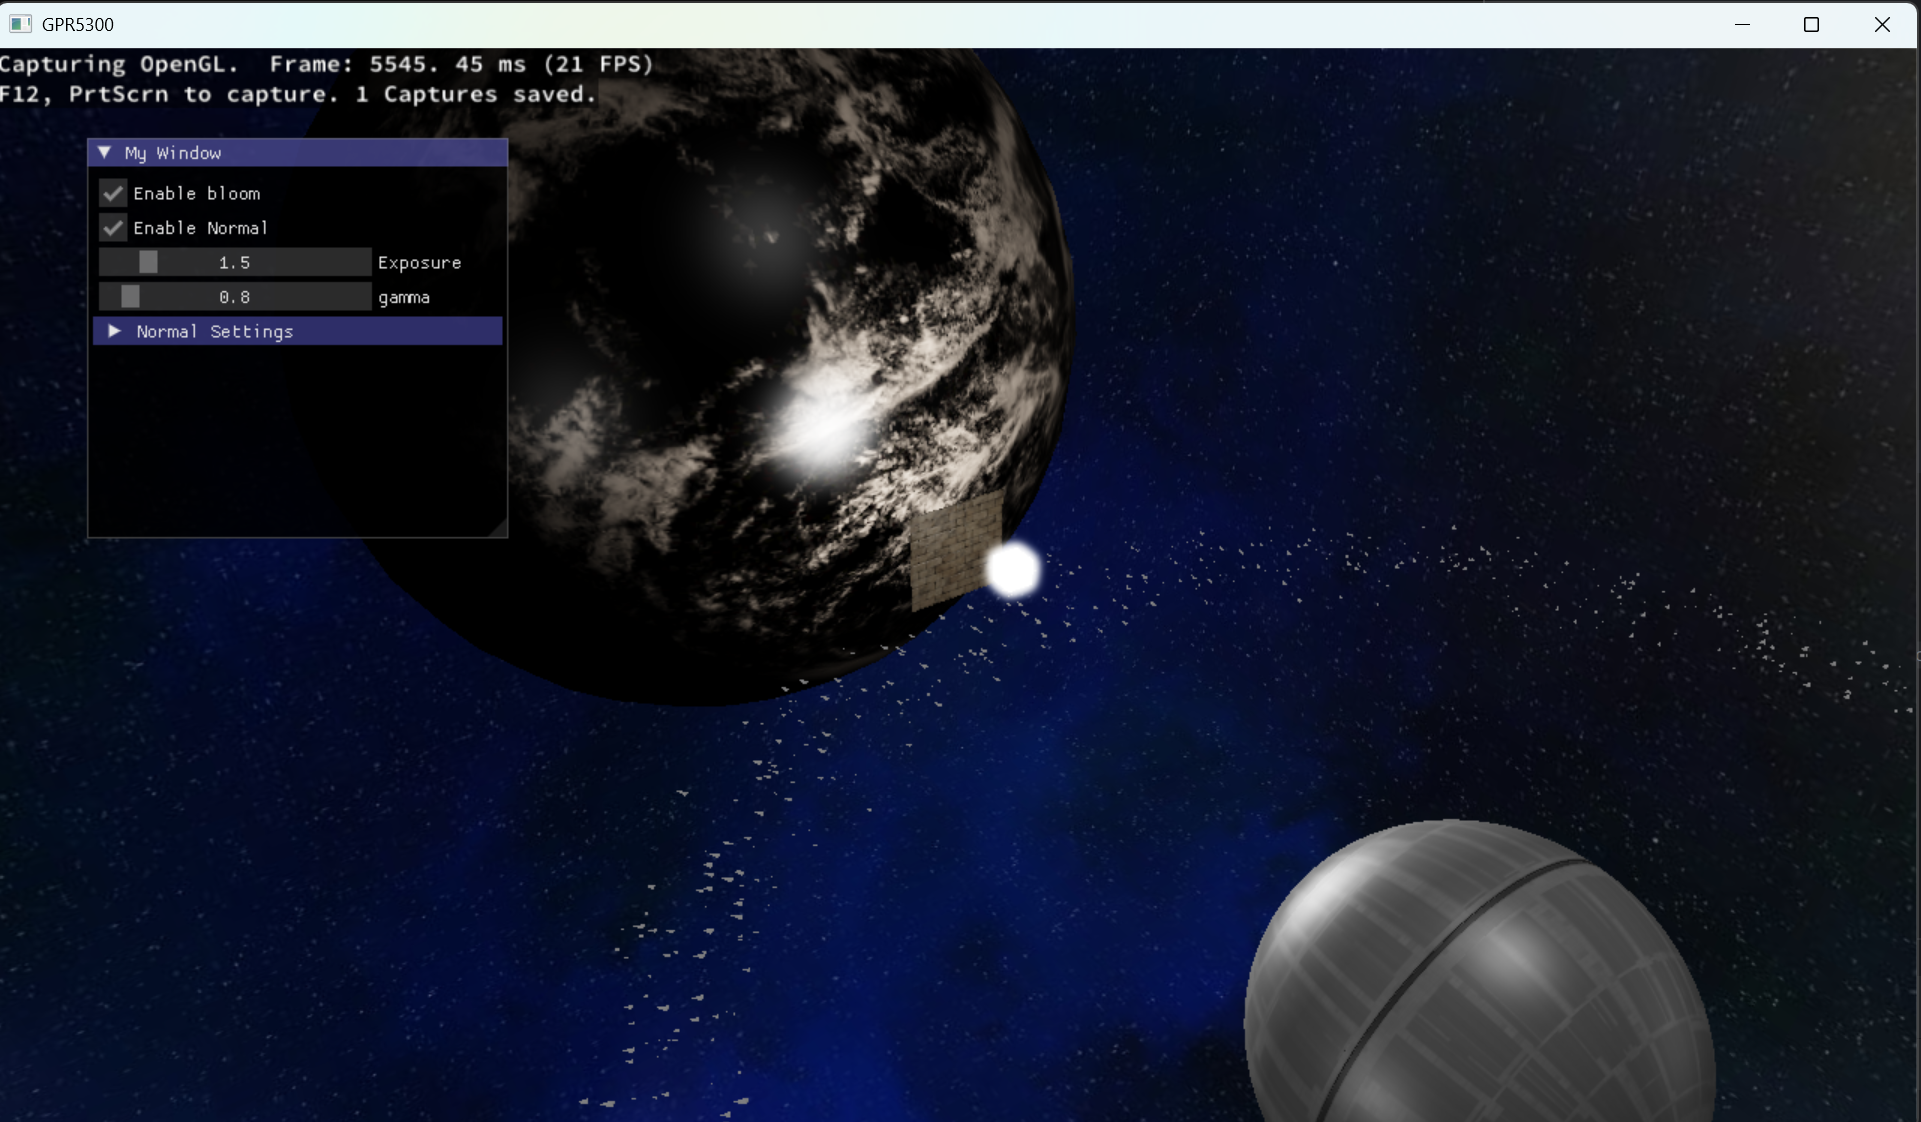 GPR5300
Capturing OpenGL. Frame: 5545. 45 ms (21 FPS)
F12, PrtScrn to capture. 1 Captures saved.
My Window
Enable bloom
Enable Normal
1.5 Exposure
0.8 gamma
Normal Settings